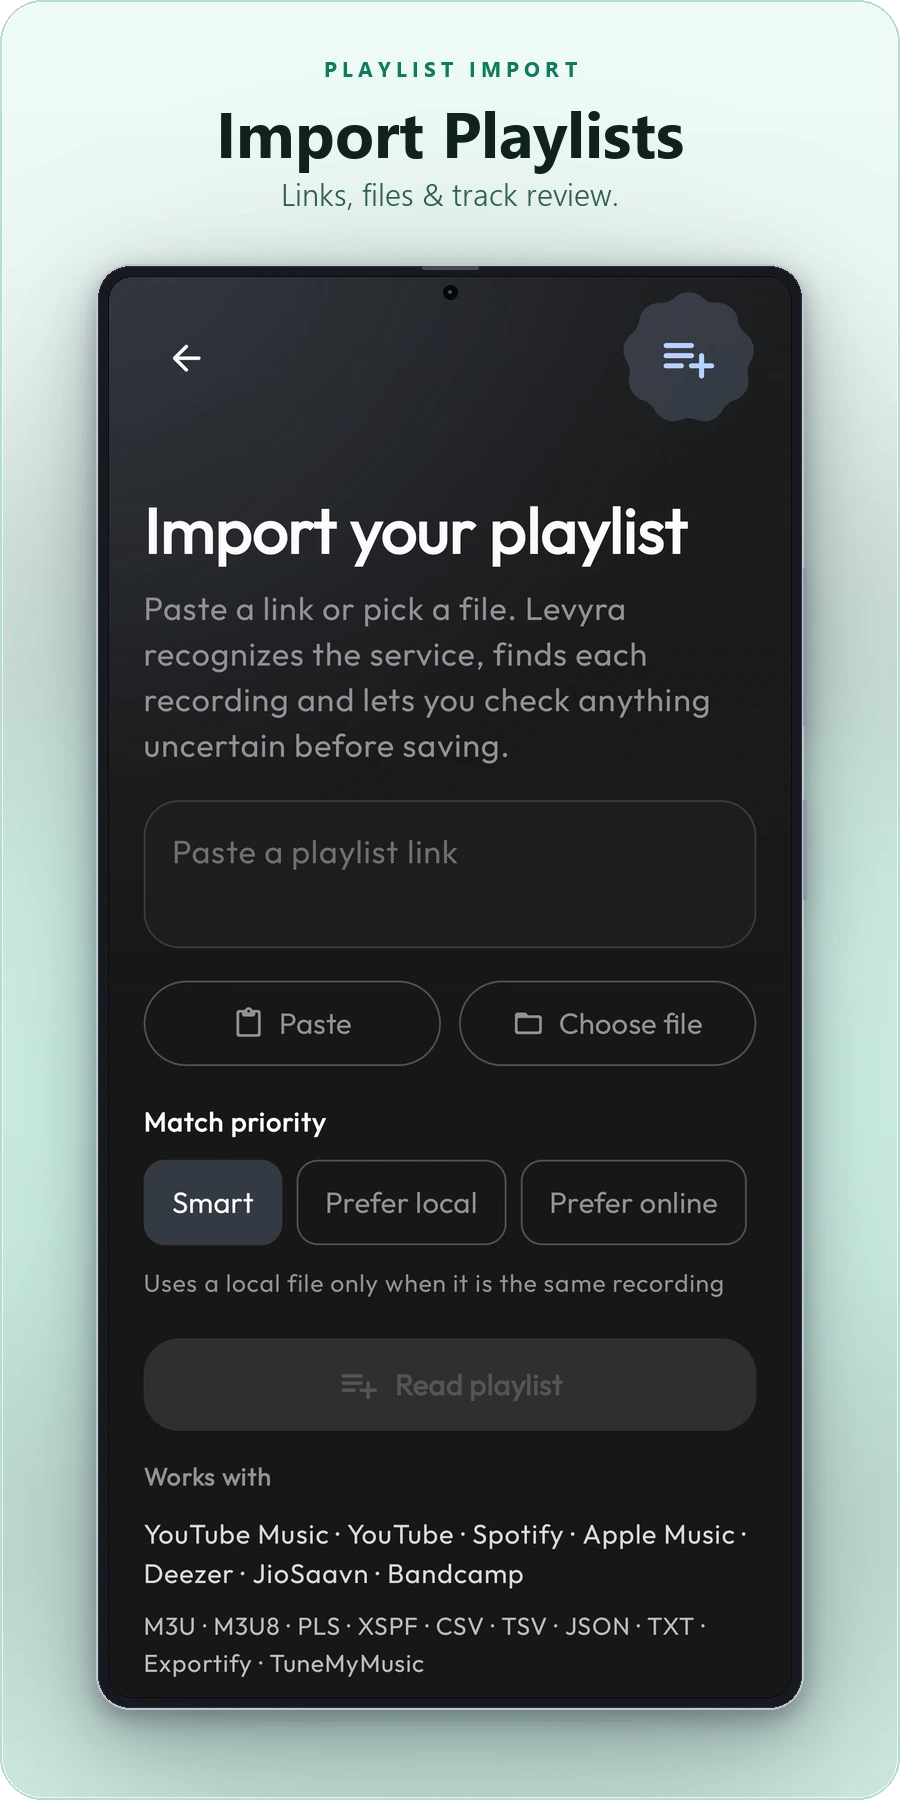 PLAYLIST IMPORT
Import Playlists
Links, files & track review.
Import your playlist
Paste a link or pick a file. Levyra
recognizes the service, finds each
recording and lets you check anything
uncertain before saving.
Paste a playlist link
Paste
Choose file
Match priority
Smart
Prefer local
Prefer online
Uses a local file only when it is the same recording
Read playlist
Works with
YouTube Music · YouTube · Spotify · Apple Music ·
Deezer · JioSaavn · Bandcamp
M3U · M3U8 · PLS · XSPF · CSV · TSV · JSON · TXT ·
Exportify · TuneMyMusic